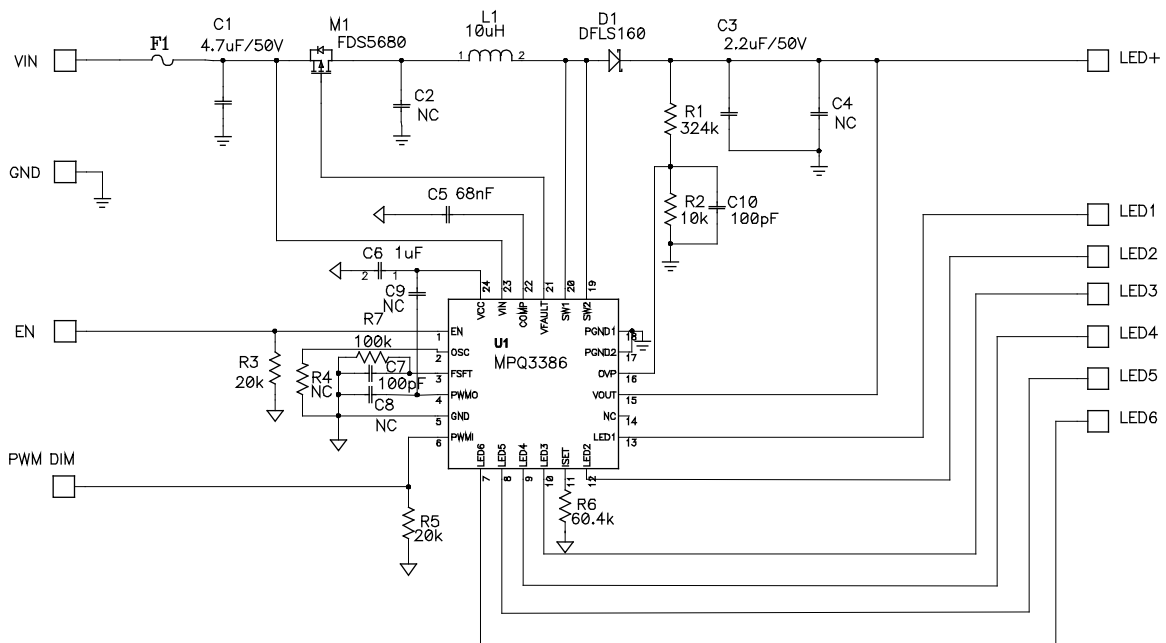 C1
4.7uF/50V
M1
FDS5680
L1
10uH
D1
DFLS160
C3
2.2uF/50V
F1
VIN
LED+
1
2
C2
NC
R1
324k
C4
NC
GND
C5 68nF
R2
10k
C10
100pF
LED1
C6 1uF
LED2
2 1
C9
NC
24
23
22
21
20
19
VCC
VIN
COMP
VFAULT
SW1
SW2
LED3
EN
R7
100k
1
EN
U1
MPQ3386
PGND1
18
LED4
2
OSC
PGND2
17
R3
20k
R4
NC
C7
100pF
3
FSFT
OVP
16
LED5
C8
NC
4
PWMO
VOUT
15
5
GND
NC
14
LED6
6
PWMI
LED1
13
PWM DIM
LED6
LED5
LED4
LED3
ISET
LED2
7
8
9
10
11
12
R5
20k
R6
60.4k